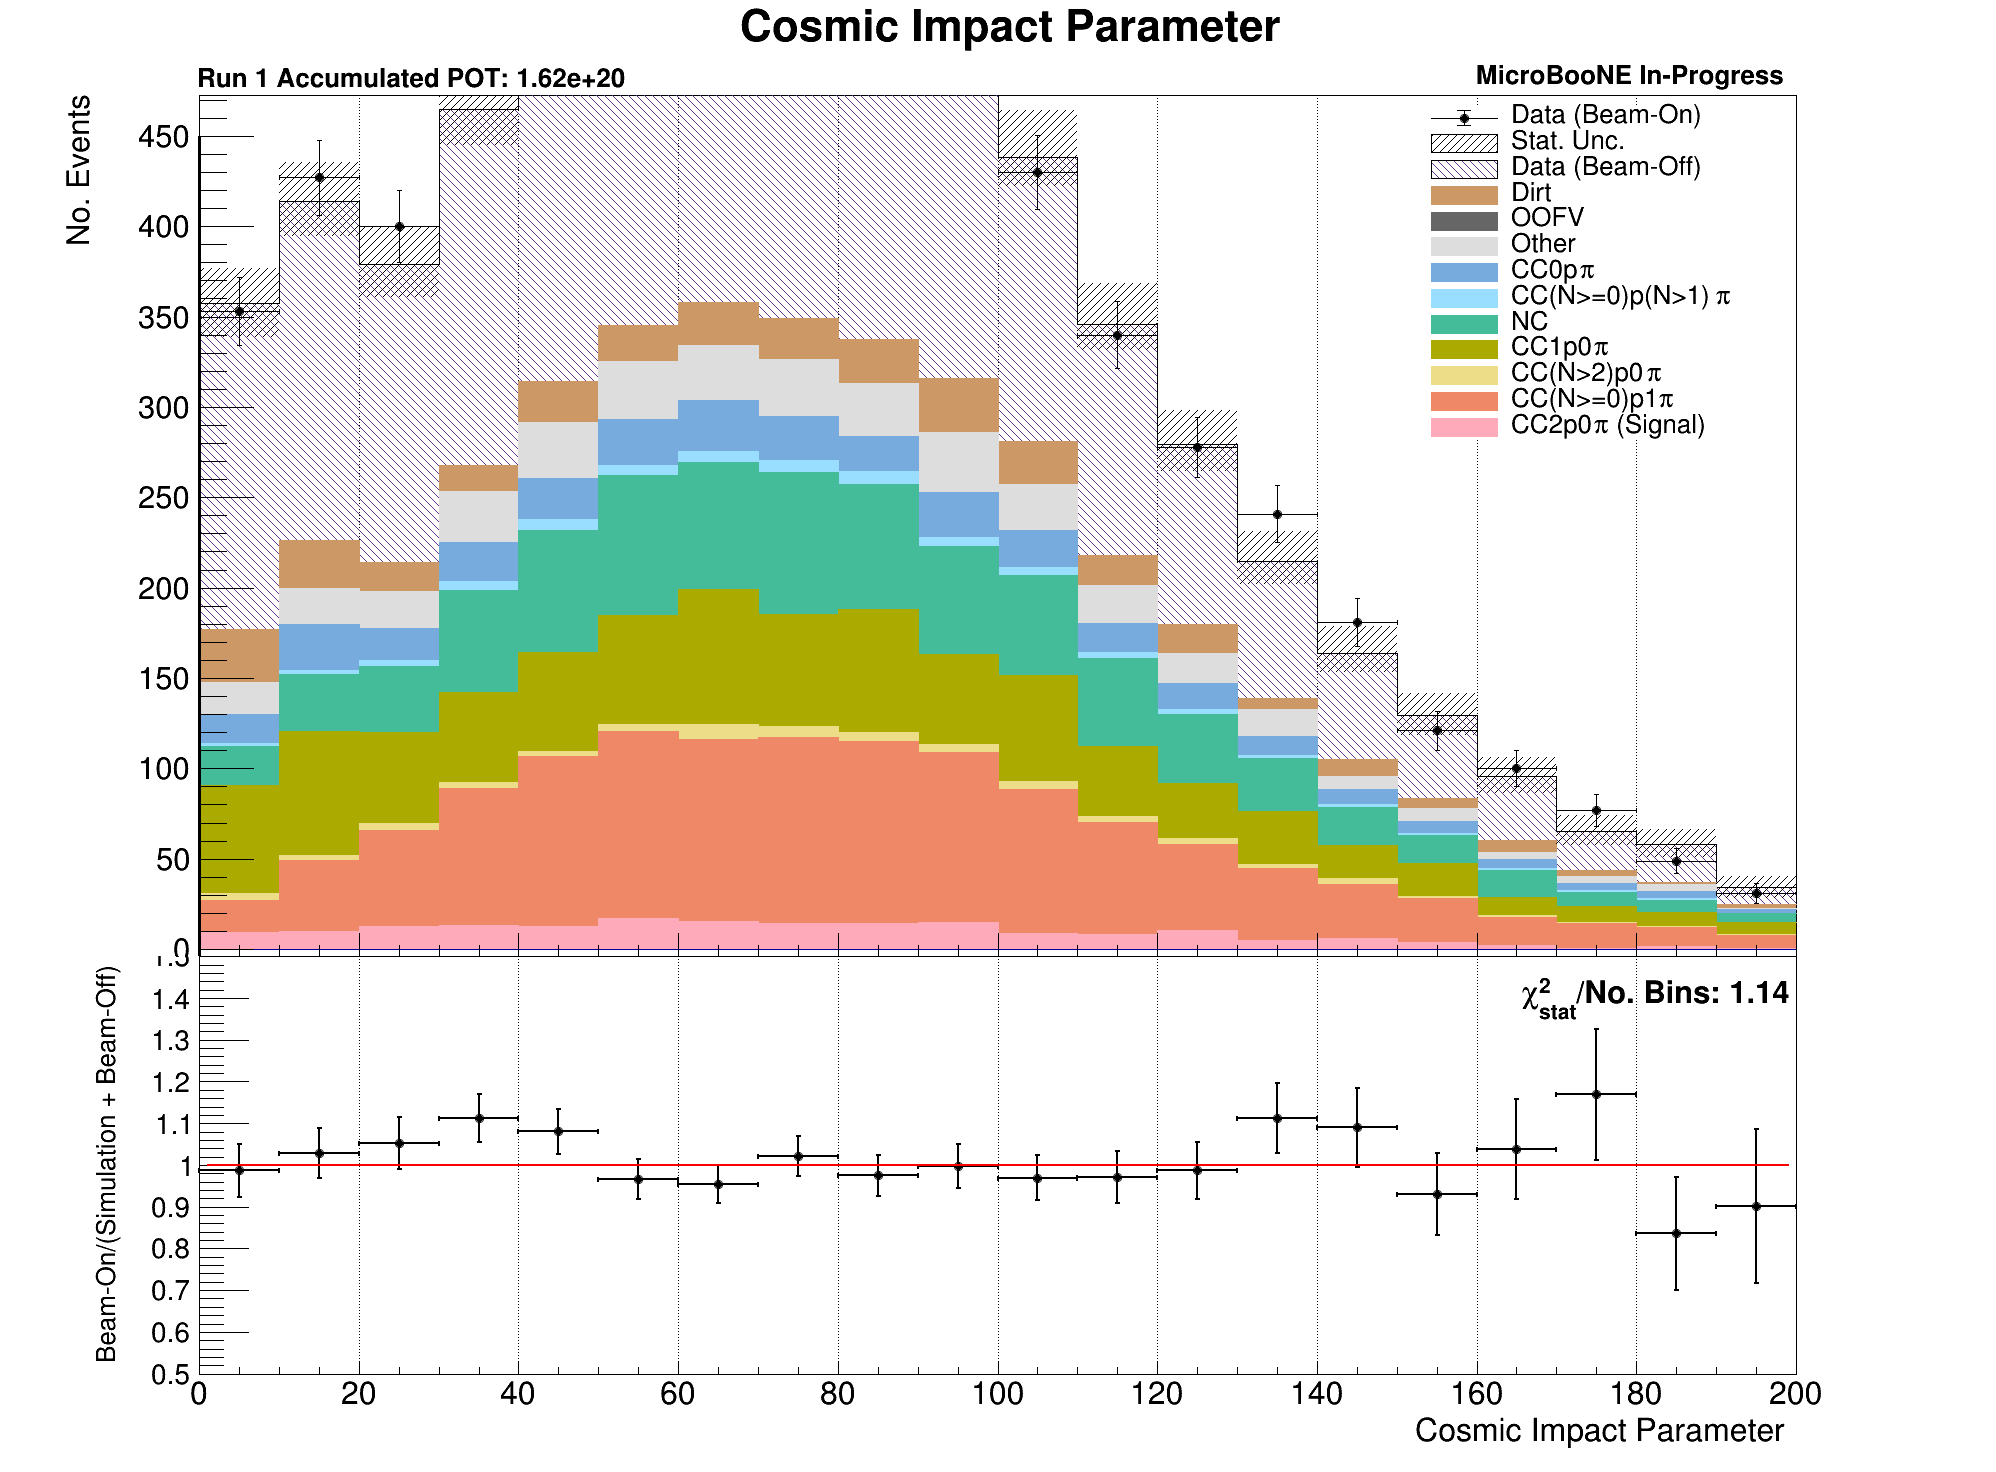 Cosmic Impact Parameter
Run 1 Accumulated POT: 1.62e+20
MicroBooNE In-Progress
No. Events
450
400
350
300
250
200
150
100
50
0
Data (Beam-On)
Stat. Unc.
Data (Beam-Off)
Dirt
OOFV
Other
CC0pπ
CC(N>=0)p(N>1) π
NC
CC1p0π
CC(N>2)p0π
CC(N>=0)p1π
CC2p0π (Signal)
Beam-On/(Simulation + Beam-Off)
1.5
1.4
1.3
1.2
1.1
1
0.9
0.8
0.7
0.6
0.5
χ²stat/No. Bins: 1.14
0 20 40 60 80 100 120 140 160 180 200
Cosmic Impact Parameter